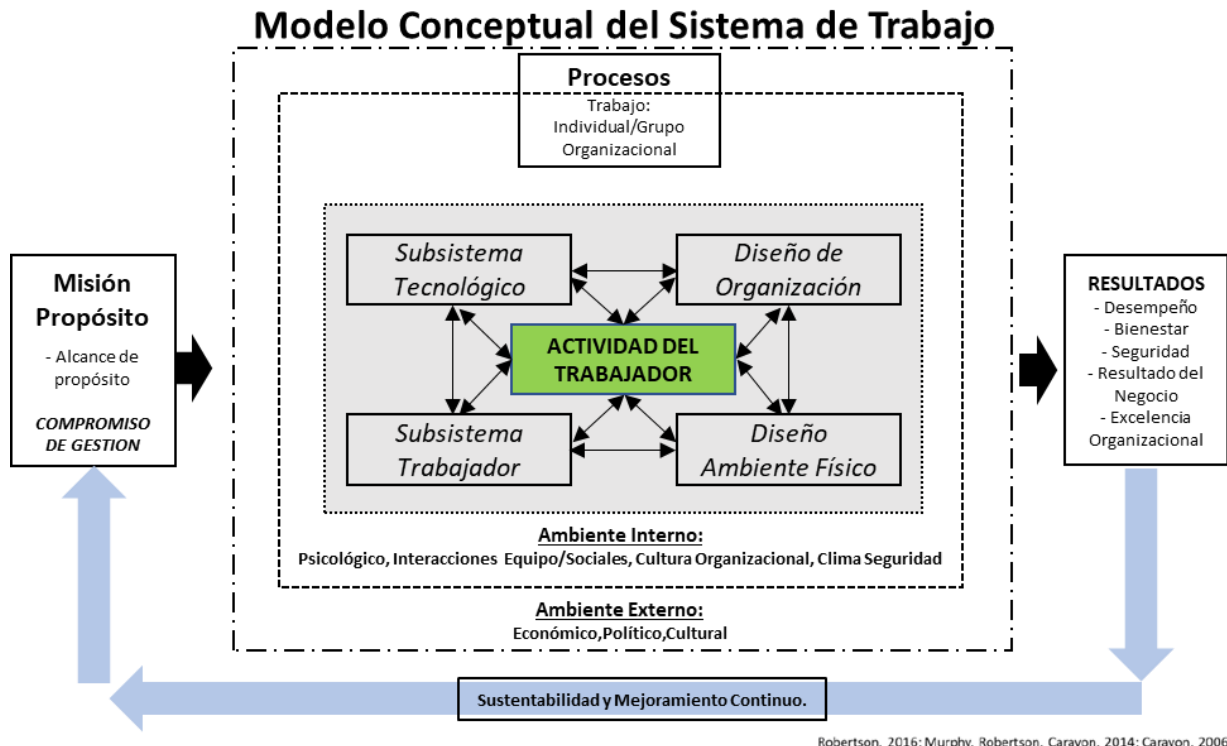 Modelo Conceptual del Sistema de Trabajo
Procesos
Trabajo:
Individual/Grupo
Organizacional
Misión
Propósito
- Alcance de
propósito
COMPROMISO
DE GESTION
Subsistema
Tecnológico
Diseño de
Organización
ACTIVIDAD DEL
TRABAJADOR
Subsistema
Trabajador
Diseño
Ambiente Físico
Ambiente Interno:
Psicológico, Interacciones Equipo/Sociales, Cultura Organizacional, Clima Seguridad
Ambiente Externo:
Económico,Político,Cultural
RESULTADOS
- Desempeño
- Bienestar
- Seguridad
- Resultado del
Negocio
- Excelencia
Organizacional
Sustentabilidad y Mejoramiento Continuo.
Robertson, 2016; Murphy, Robertson, Carayon, 2014; Carayon, 2006